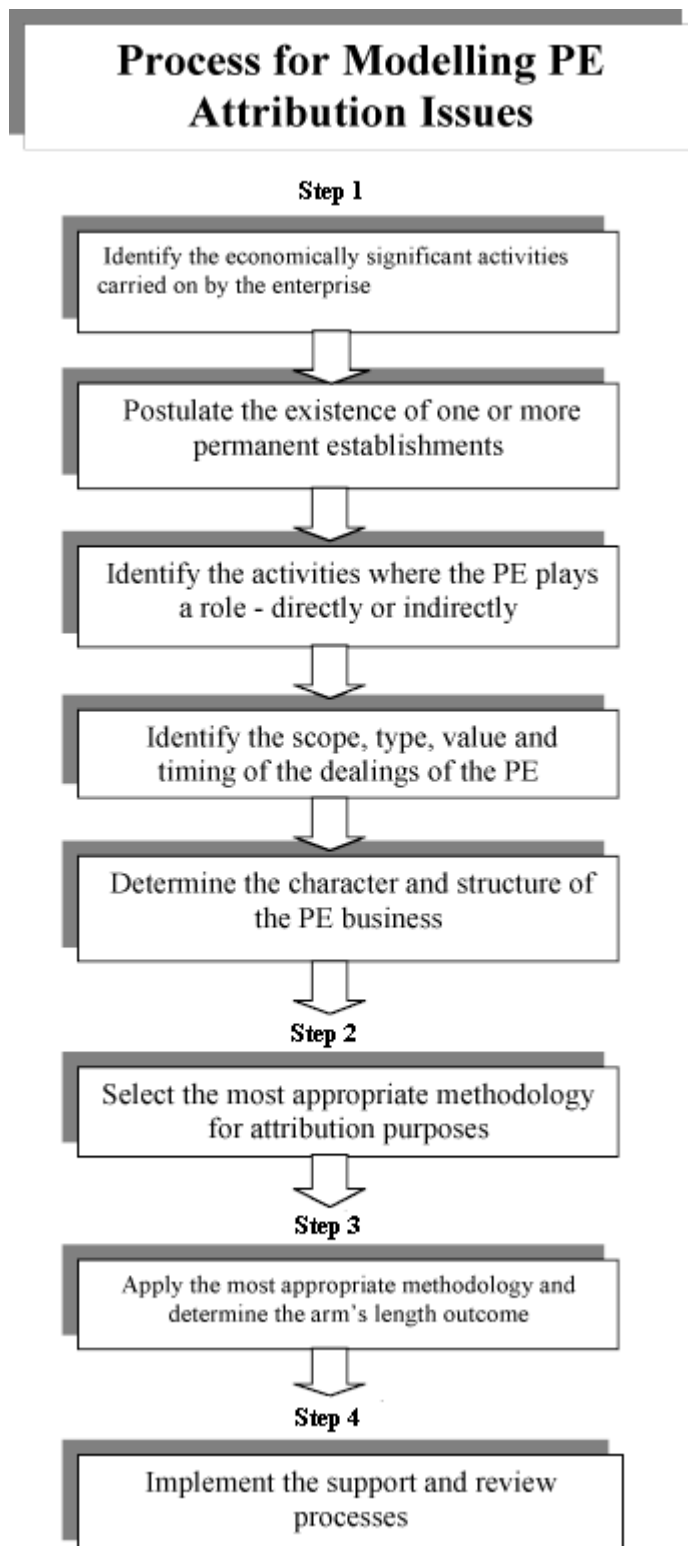 Process for Modelling PE
Attribution Issues
Step 1
Identify the economically significant activities
carried on by the enterprise
Postulate the existence of one or more
permanent establishments
Identify the activities where the PE plays
a role - directly or indirectly
Identify the scope, type, value and
timing of the dealings of the PE
Determine the character and structure of
the PE business
Step 2
Select the most appropriate methodology
for attribution purposes
Step 3
Apply the most appropriate methodology and
determine the arm's length outcome
Step 4
Implement the support and review
processes